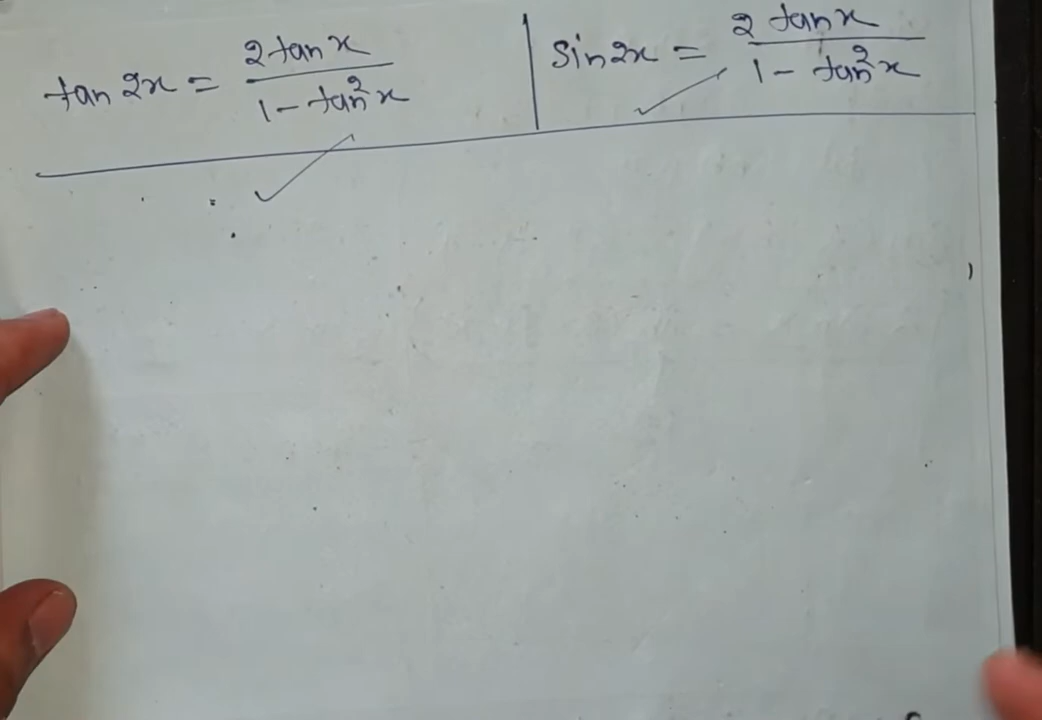 tan 2x = 2 tan x / 1 - tan²x
sin 2x = 2 tan x / 1 - tan²x